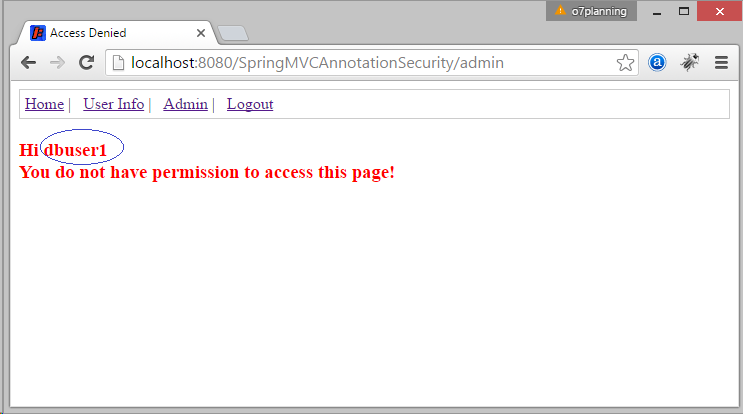 o7planning
Access Denied
localhost:8080/SpringMVCAnnotationSecurity/admin
Home | User Info | Admin | Logout
Hi dbuser1
You do not have permission to access this page!